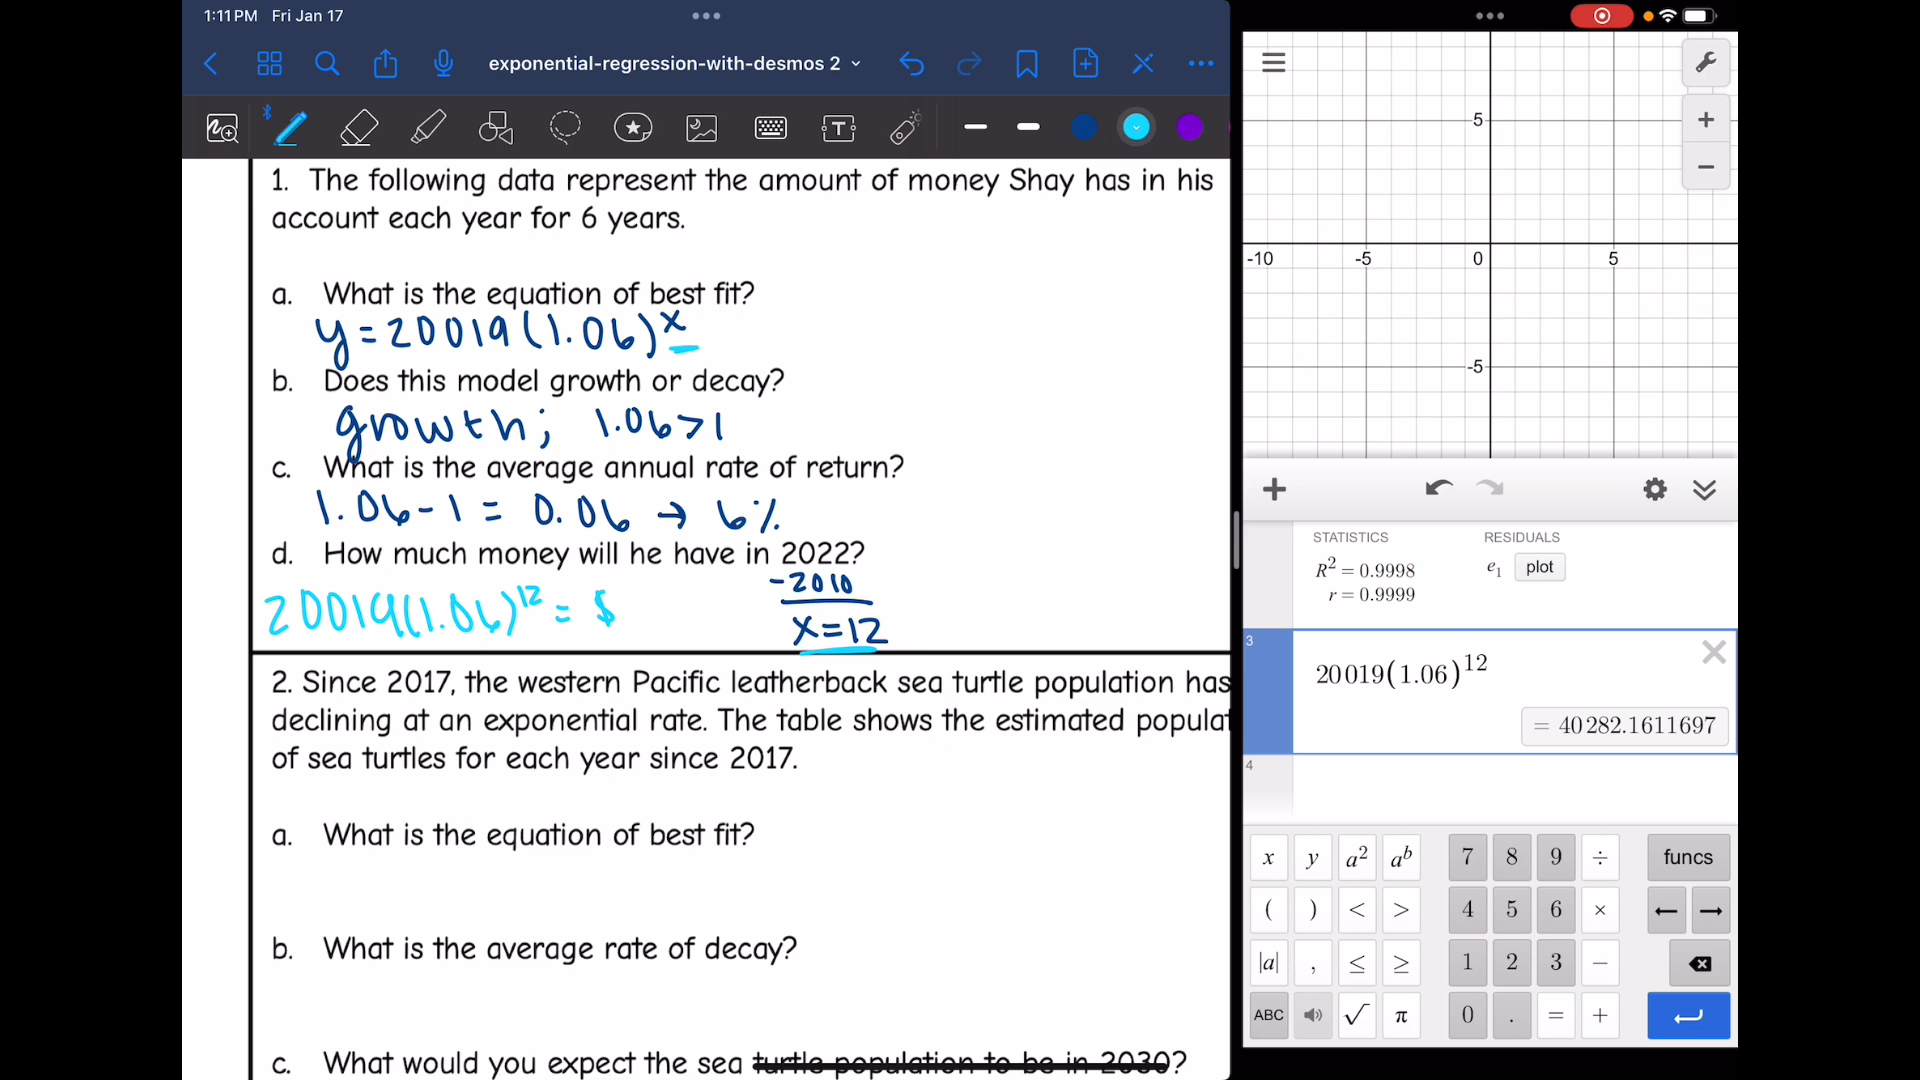 1:11 PM Fri Jan 17
exponential-regression-with-desmos 2
T
1. The following data represent the amount of money Shay has in his
account each year for 6 years.
a. What is the equation of best fit?
y = 20019(1.06)^x
b. Does this model growth or decay?
growth; 1.06 > 1
c. What is the average annual rate of return?
1.06 - 1 = 0.06 → 6%
d. How much money will he have in 2022?
-2010
20019(1.06)^12 = $
x = 12
2. Since 2017, the western Pacific leatherback sea turtle population has
declining at an exponential rate. The table shows the estimated populat
of sea turtles for each year since 2017.
a. What is the equation of best fit?
b. What is the average rate of decay?
c. What would you expect the sea turtle population to be in 2030?
5
-10 -5 0 5
-5
STATISTICS RESIDUALS
R² = 0.9998 e₁ plot
r = 0.9999
3
20019(1.06)^12
= 40282.1611697
4
x y a² a^b 7 8 9 ÷ funcs
( ) < > 4 5 6 × ← →
|a| , ≤ ≥ 1 2 3 −
ABC √ π 0 . = +